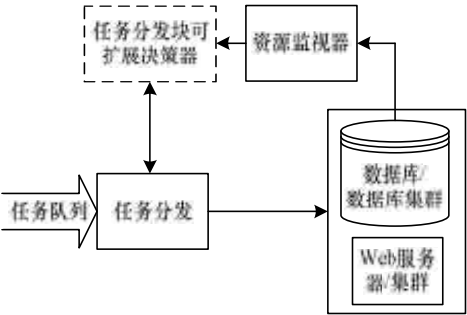 任务分发块可
扩展决策器
资源监视器
任务队列
任务分发
数据库/
数据库集群
Web服务
器/集群